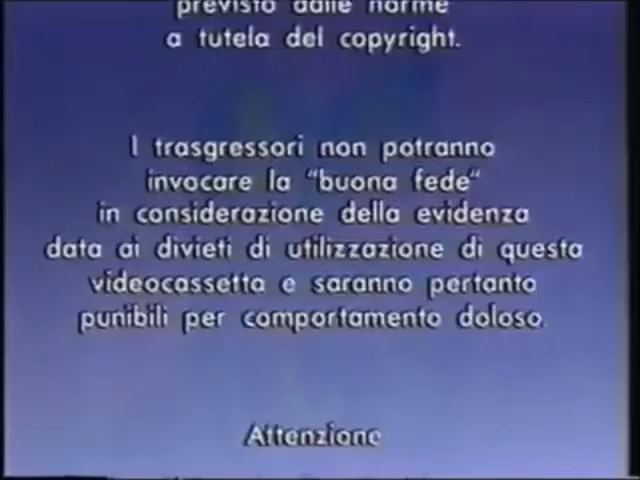 previsto dalle norme
a tutela del copyright.
I trasgressori non potranno
invocare la "buona fede"
in considerazione della evidenza
data ai divieti di utilizzazione di questa
videocassetta e saranno pertanto
punibili per comportamento doloso.
Attenzione